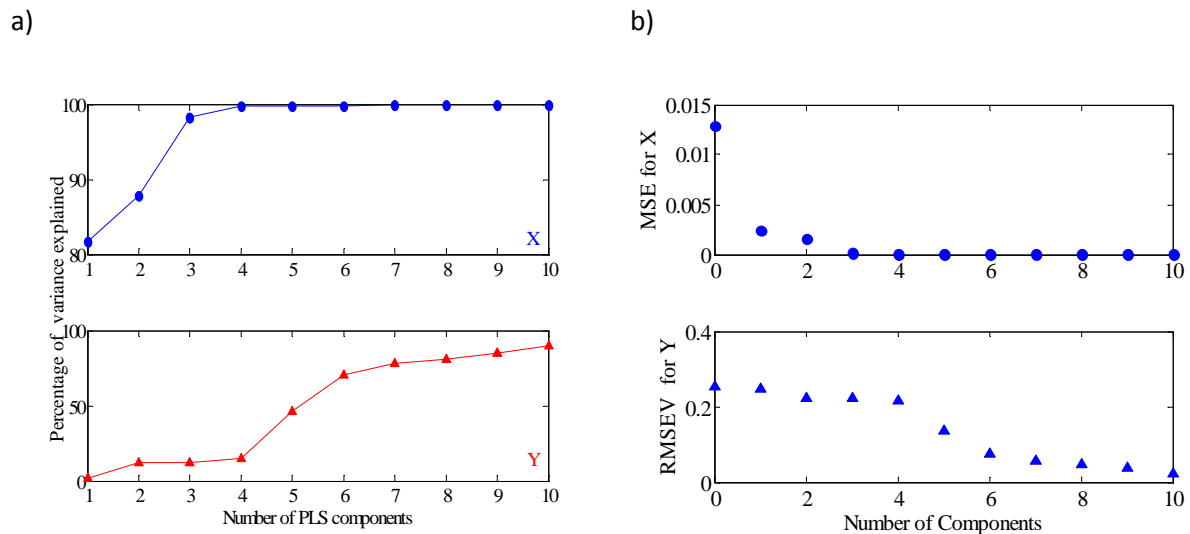 a)
Percentage of variance explained
100
90
80
X
1 2 3 4 5 6 7 8 9 10
100
50
0
Y
1 2 3 4 5 6 7 8 9 10
Number of PLS components
b)
MSE for X
0.015
0.01
0.005
0
0 2 4 6 8 10
RMSEV for Y
0.4
0.2
0
0 2 4 6 8 10
Number of Components